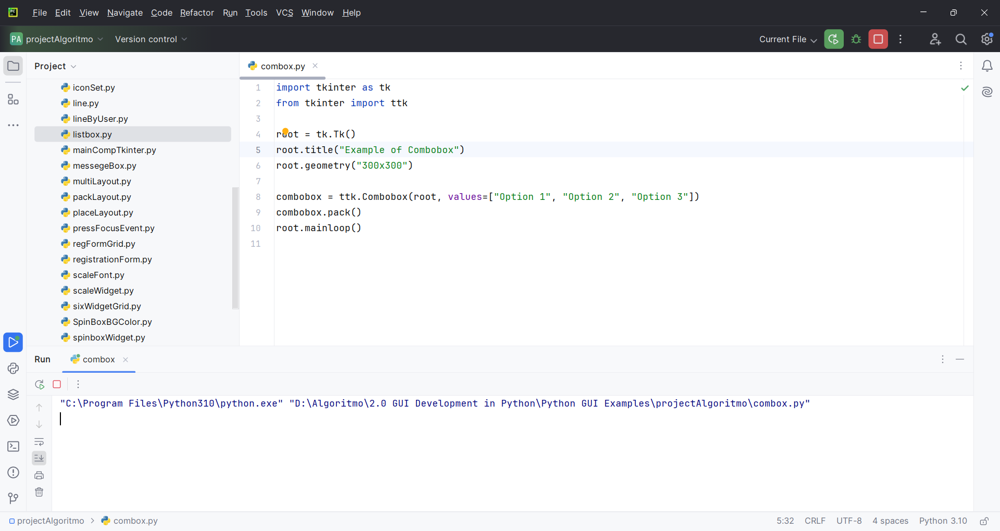 PC
File Edit View Navigate Code Refactor Run Tools VCS Window Help
PA projectAlgoritmo Version control Current File
Project
combox.py
iconSet.py
line.py
lineByUser.py
listbox.py
mainCompTkinter.py
messegeBox.py
multiLayout.py
packLayout.py
placeLayout.py
pressFocusEvent.py
regFormGrid.py
registrationForm.py
scaleFont.py
scaleWidget.py
sixWidgetGrid.py
SpinBoxBGColor.py
spinboxWidget.py
1 import tkinter as tk
2 from tkinter import ttk
3
4 root = tk.Tk()
5 root.title("Example of Combobox")
6 root.geometry("300x300")
7
8 combobox = ttk.Combobox(root, values=["Option 1", "Option 2", "Option 3"])
9 combobox.pack()
10 root.mainloop()
11
Run combox
"C:\Program Files\Python310\python.exe" "D:\Algoritmo\2.0 GUI Development in Python\Python GUI Examples\projectAlgoritmo\combox.py"
projectAlgoritmo > combox.py 5:32 CRLF UTF-8 4 spaces Python 3.10